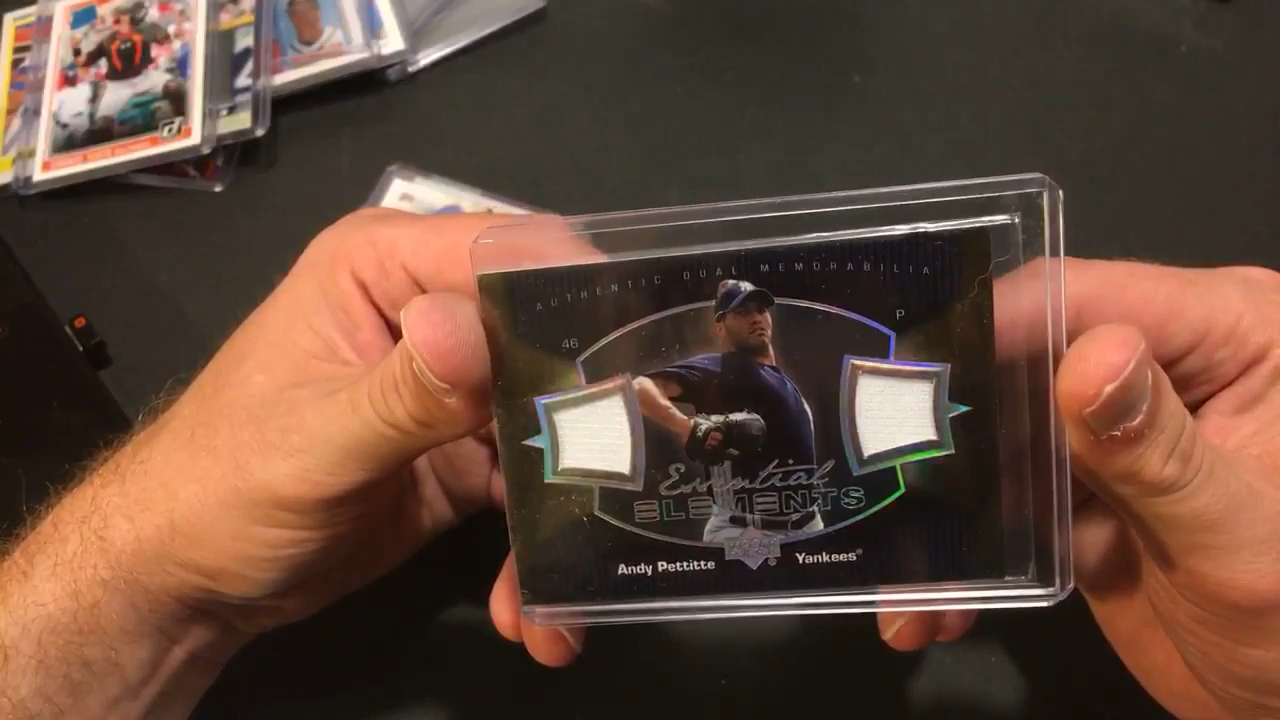 AUTHENTIC DUAL MEMORABILIA
P
46
Essential
ELEMENTS
Andy Pettitte
Yankees®